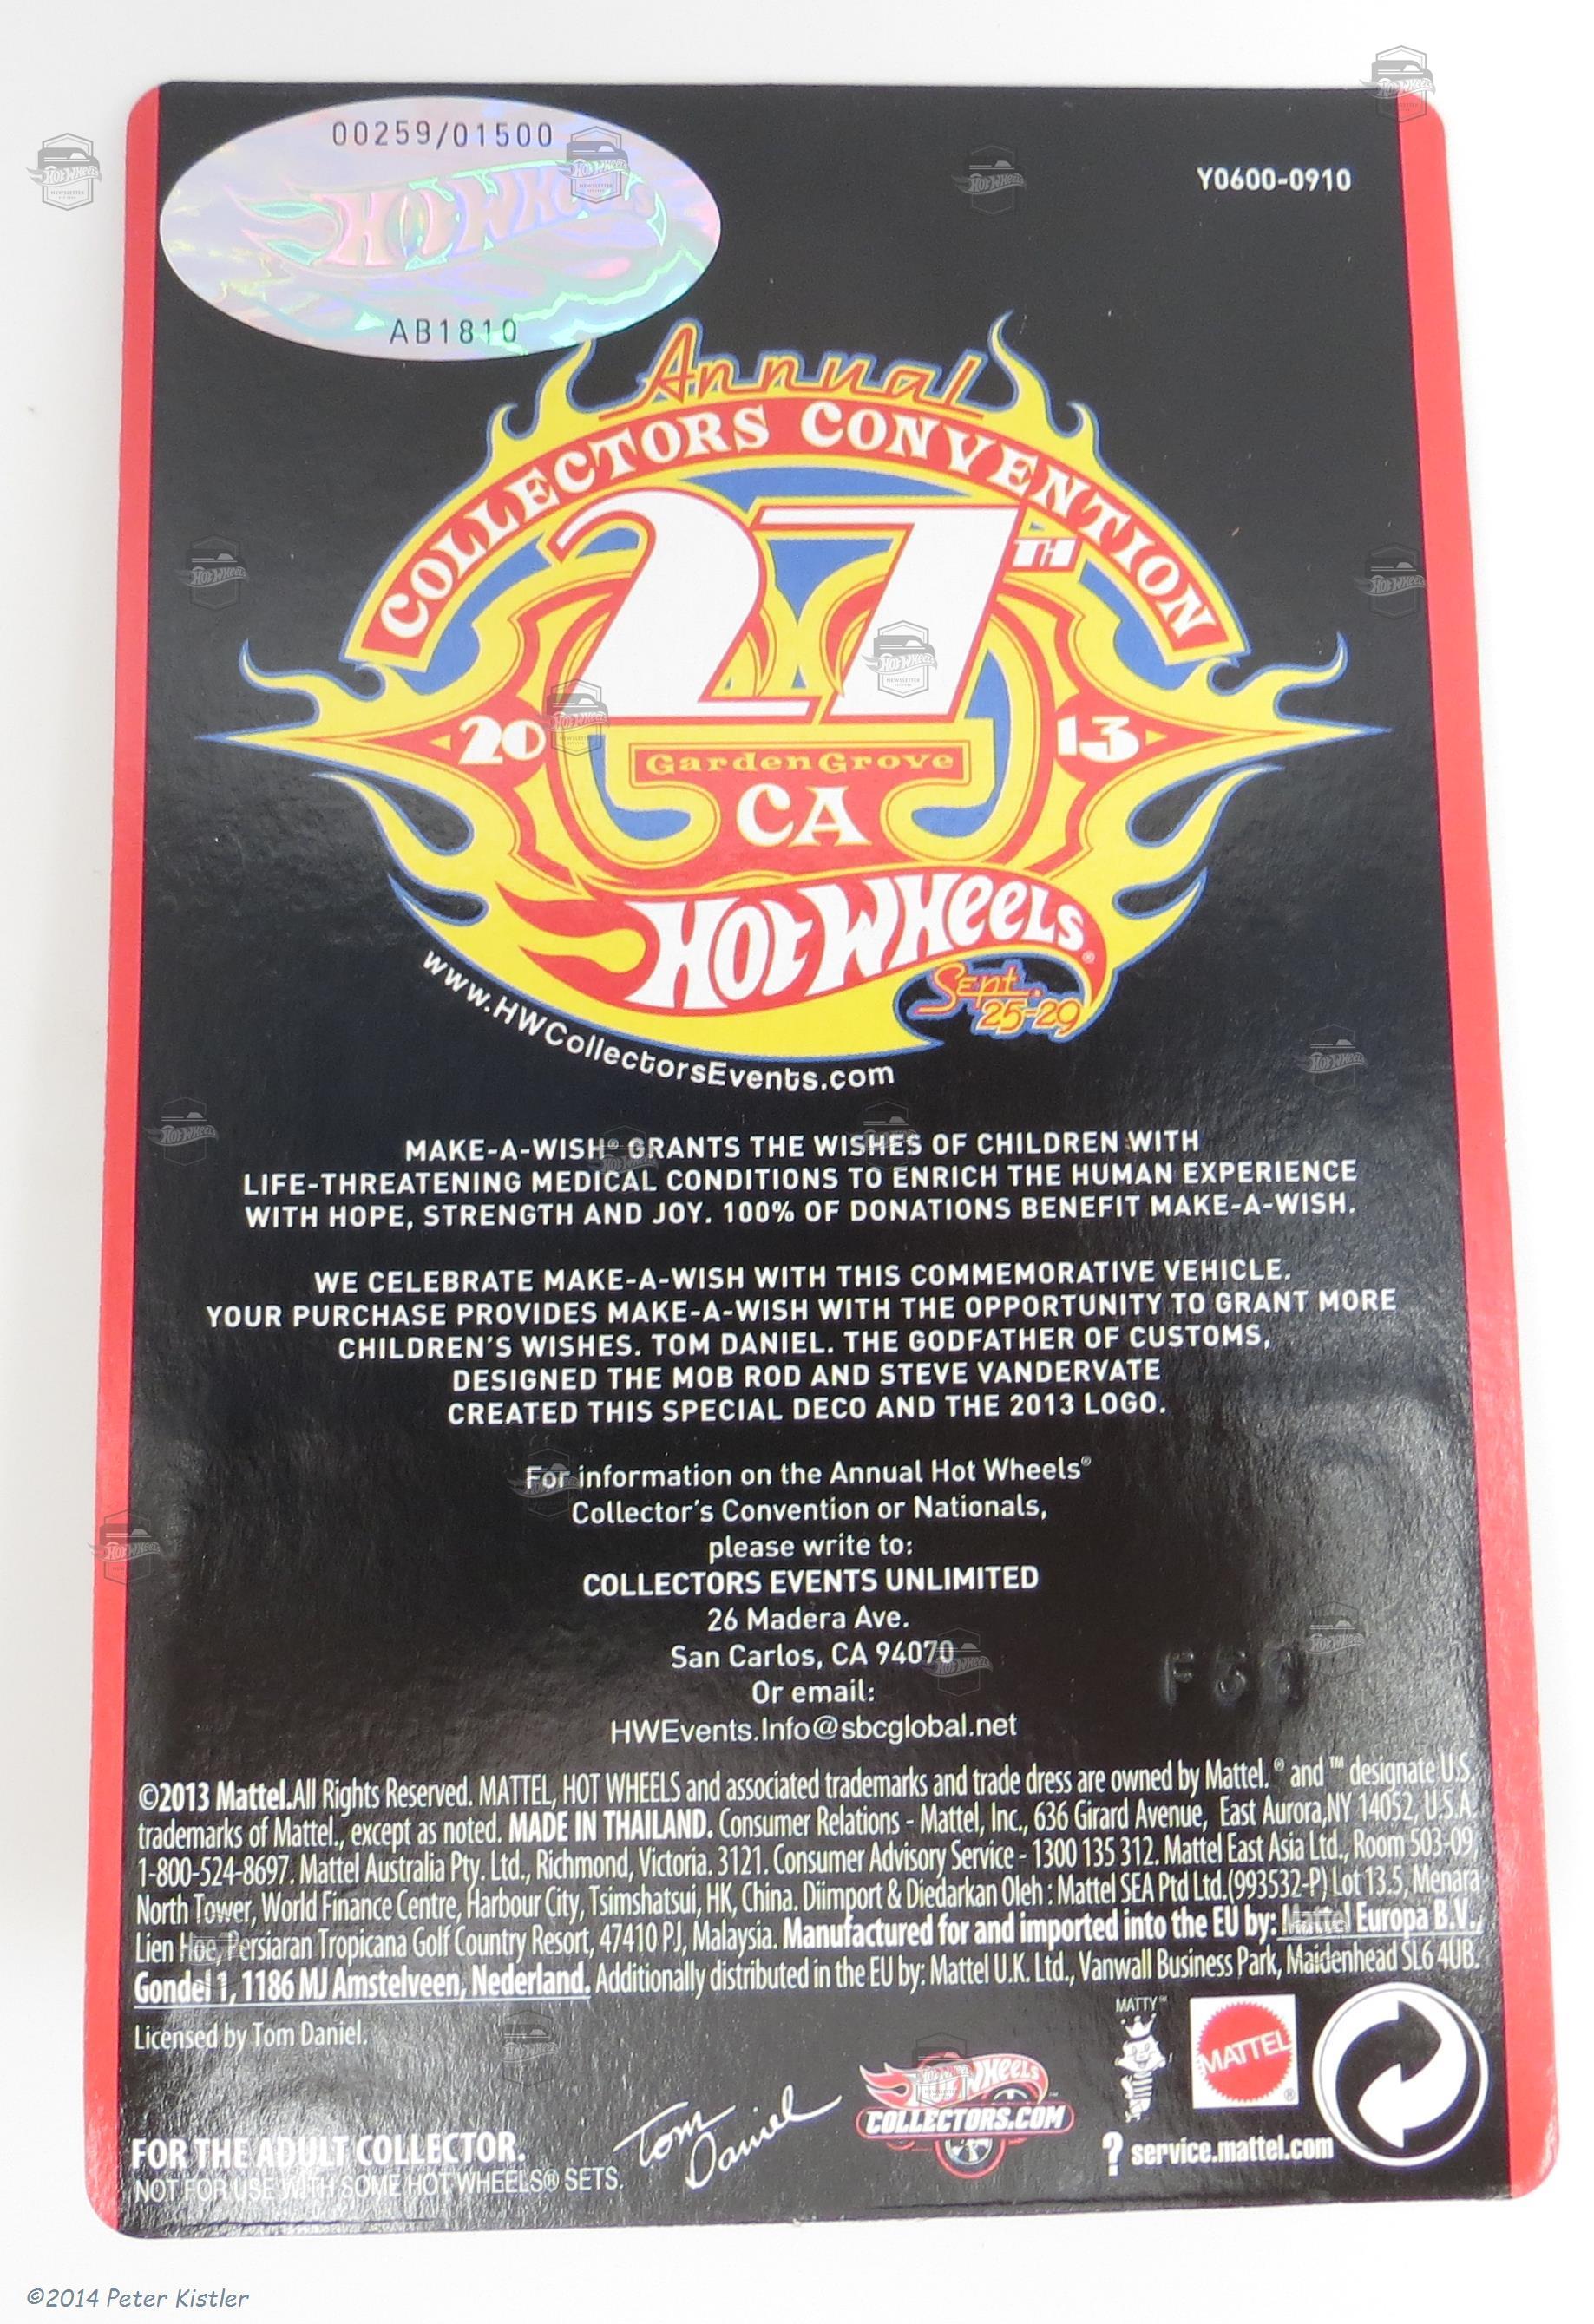 00259/01500
HOT WHEELS
AB1810
Y0600-0910
Annual
COLLECTORS CONVENTION
27TH
20 13
Garden Grove
CA
HOT WHEELS®
Sept. 25-29
www.HWCollectorsEvents.com
MAKE-A-WISH® GRANTS THE WISHES OF CHILDREN WITH
LIFE-THREATENING MEDICAL CONDITIONS TO ENRICH THE HUMAN EXPERIENCE
WITH HOPE, STRENGTH AND JOY. 100% OF DONATIONS BENEFIT MAKE-A-WISH.
WE CELEBRATE MAKE-A-WISH WITH THIS COMMEMORATIVE VEHICLE.
YOUR PURCHASE PROVIDES MAKE-A-WISH WITH THE OPPORTUNITY TO GRANT MORE
CHILDREN'S WISHES. TOM DANIEL. THE GODFATHER OF CUSTOMS,
DESIGNED THE MOB ROD AND STEVE VANDERVATE
CREATED THIS SPECIAL DECO AND THE 2013 LOGO.
For information on the Annual Hot Wheels®
Collector's Convention or Nationals,
please write to:
COLLECTORS EVENTS UNLIMITED
26 Madera Ave.
San Carlos, CA 94070
Or email:
HWEvents.Info@sbcglobal.net
©2013 Mattel.All Rights Reserved. MATTEL, HOT WHEELS and associated trademarks and trade dress are owned by Mattel. ® and ™ designate U.S.
trademarks of Mattel., except as noted. MADE IN THAILAND. Consumer Relations - Mattel, Inc., 636 Girard Avenue, East Aurora,NY 14052, U.S.A.
1-800-524-8697. Mattel Australia Pty. Ltd., Richmond, Victoria. 3121. Consumer Advisory Service - 1300 135 312. Mattel East Asia Ltd., Room 503-09,
North Tower, World Finance Centre, Harbour City, Tsimshatsui, HK, China. Diimport & Diedarkan Oleh : Mattel SEA Ptd Ltd.(993532-P) Lot 13.5, Menara
Lien Hoe, Persiaran Tropicana Golf Country Resort, 47410 PJ, Malaysia. Manufactured for and imported into the EU by: Mattel Europa B.V.,
Gondel 1, 1186 MJ Amstelveen, Nederland. Additionally distributed in the EU by: Mattel U.K. Ltd., Vanwall Business Park, Maidenhead SL6 4UB.
Licensed by Tom Daniel.
FOR THE ADULT COLLECTOR.
NOT FOR USE WITH SOME HOT WHEELS® SETS.
Tom Daniel
HOT WHEELS™
COLLECTORS.COM
MATTY™
MATTEL®
? service.mattel.com
©2014 Peter Kistler